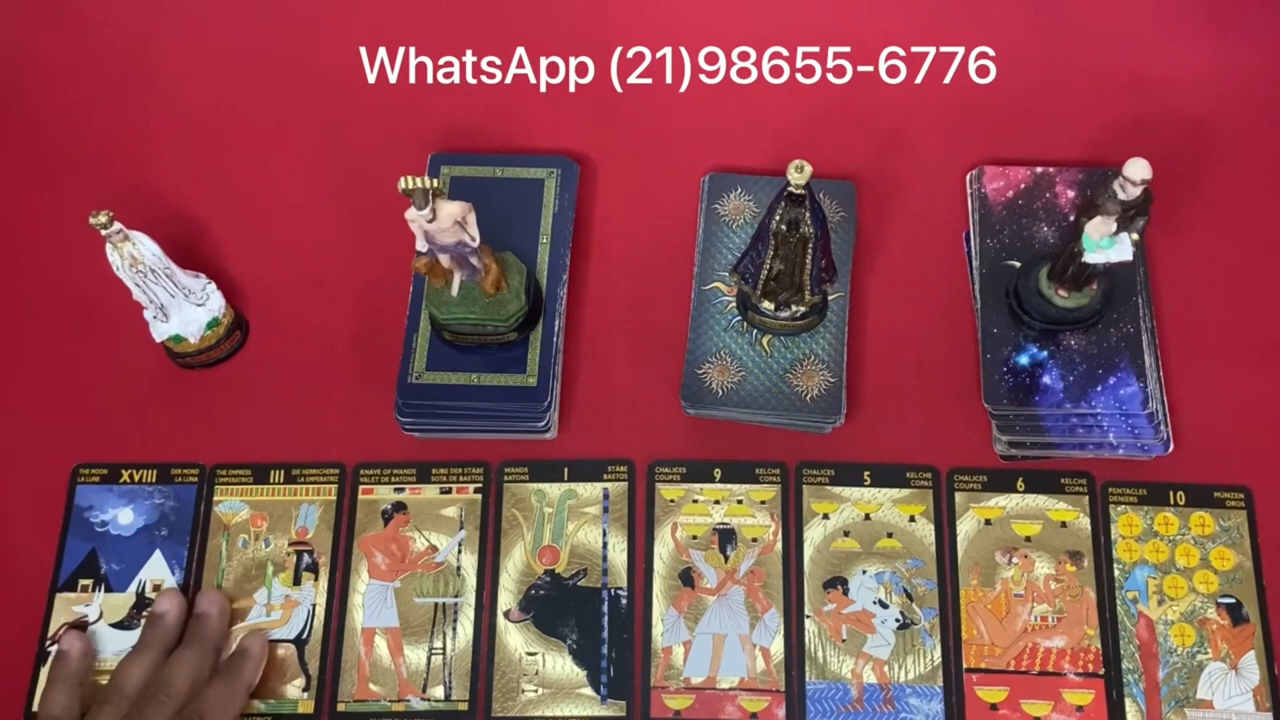 WhatsApp (21)98655-6776
THE MOON XVIII DER MOND
LA LUNE LA LUNA
THE EMPRESS III DIE HERRSCHERIN
L'IMPERATRICE LA EMPERATRIZ
KNAVE OF WANDS BUBE DER STÄBE
VALET DE BATONS SOTA DE BASTOS
WANDS I STÄBE
BATONS BASTOS
CHALICES 9 KELCHE
COUPES COPAS
CHALICES 5 KELCHE
COUPES COPAS
CHALICES 6 KELCHE
COUPES COPAS
PENTACLES 10 MÜNZEN
DENIERS OROS